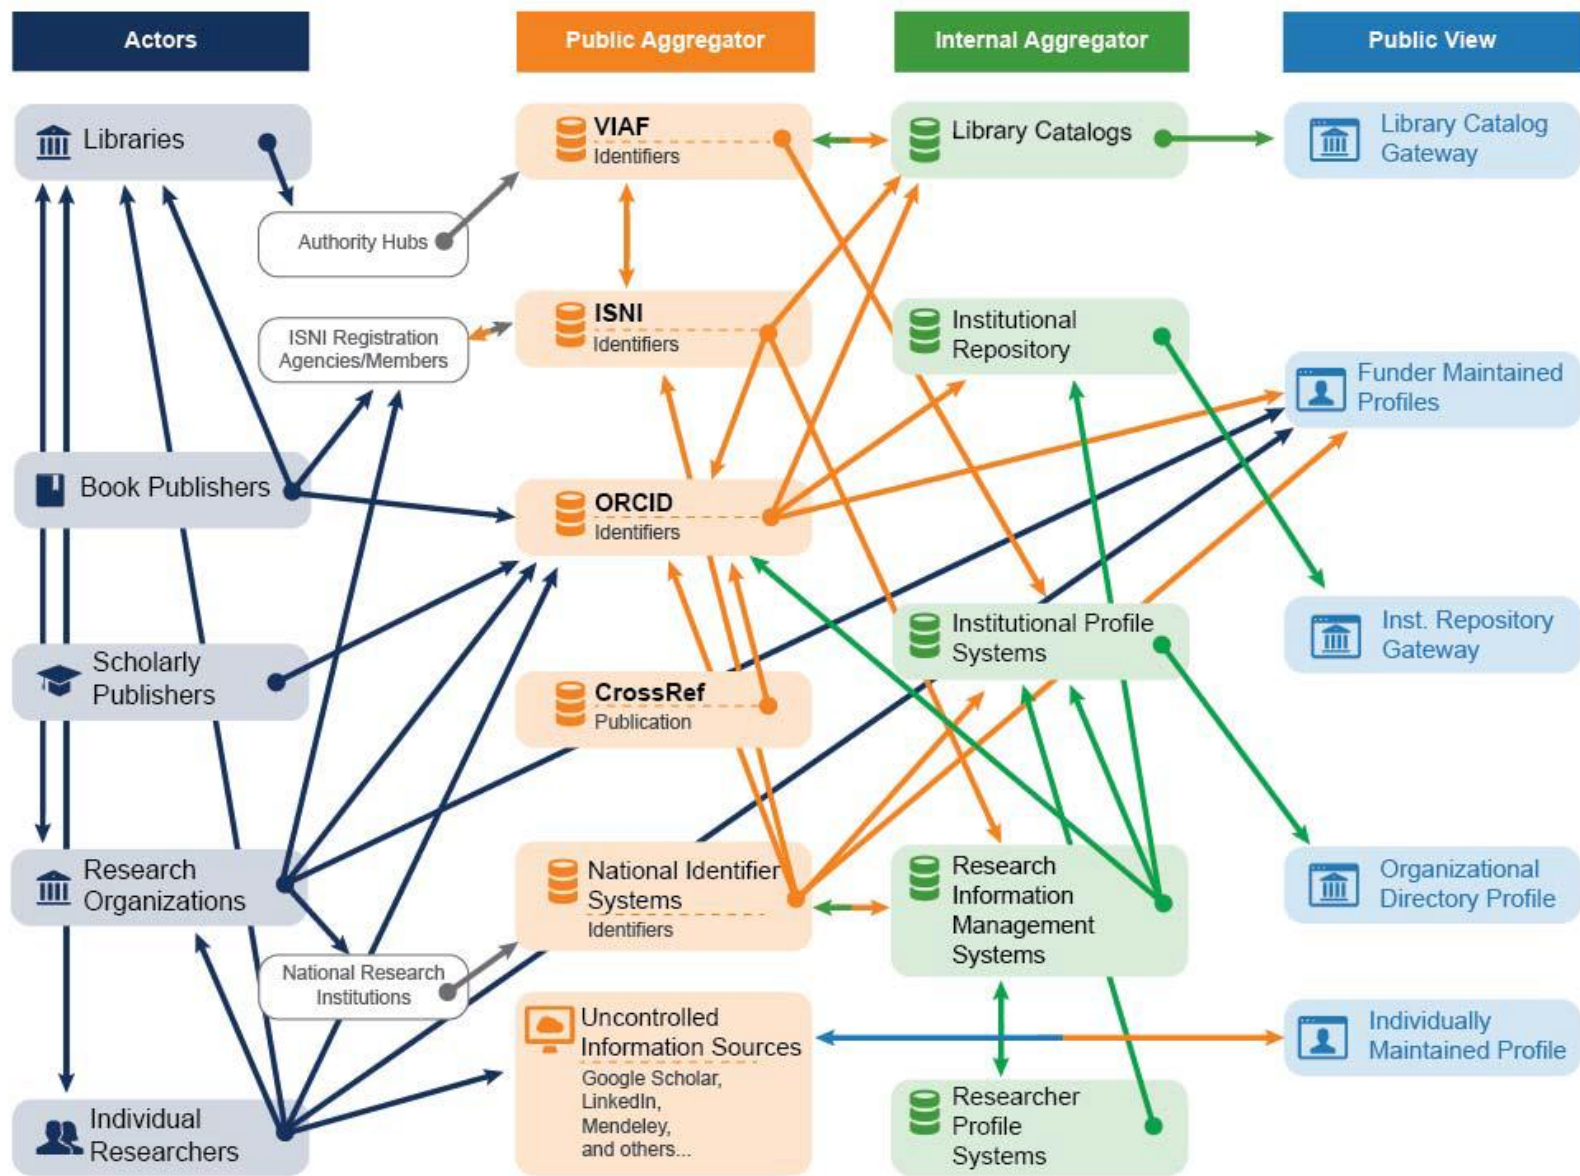 Actors
Public Aggregator
Internal Aggregator
Public View
Libraries
Authority Hubs
ISNI Registration
Agencies/Members
Book Publishers
Scholarly
Publishers
Research
Organizations
National Research
Institutions
Individual
Researchers
VIAF
Identifiers
ISNI
Identifiers
ORCID
Identifiers
CrossRef
Publication
National Identifier
Systems
Identifiers
Uncontrolled
Information Sources
Google Scholar,
LinkedIn,
Mendeley,
and others...
Library Catalogs
Institutional
Repository
Institutional Profile
Systems
Research
Information
Management
Systems
Researcher
Profile
Systems
Library Catalog
Gateway
Funder Maintained
Profiles
Inst. Repository
Gateway
Organizational
Directory Profile
Individually
Maintained Profile